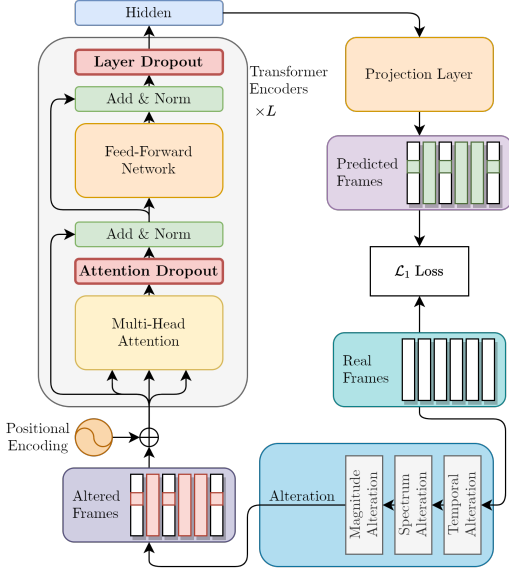 Hidden
Layer Dropout
Transformer
Encoders
×L
Add & Norm
Feed-Forward
Network
Add & Norm
Attention Dropout
Multi-Head
Attention
Positional
Encoding
Altered
Frames
Projection Layer
Predicted
Frames
L₁ Loss
Real
Frames
Alteration
Magnitude
Alteration
Spectrum
Alteration
Temporal
Alteration